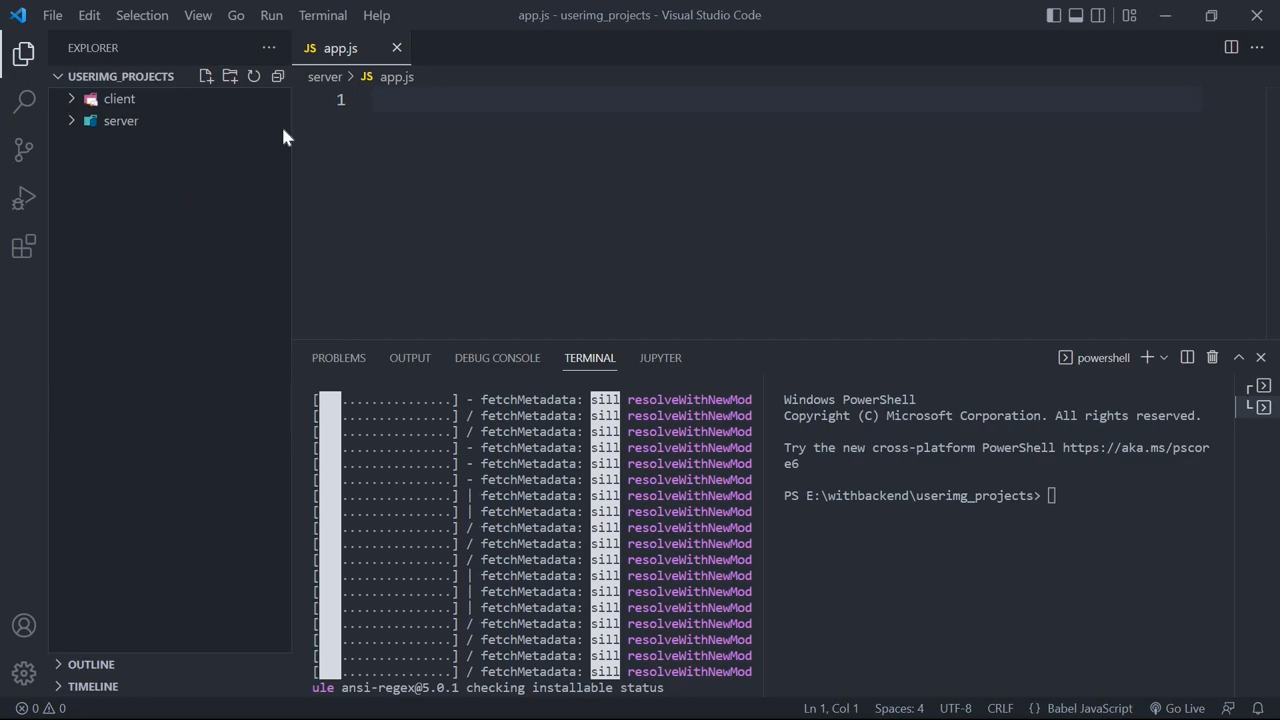 File Edit Selection View Go Run Terminal Help
app.js - userimg_projects - Visual Studio Code
EXPLORER
JS app.js
USERIMG_PROJECTS
server > JS app.js
client
server
1
PROBLEMS OUTPUT DEBUG CONSOLE TERMINAL JUPYTER
powershell
[ ...............] - fetchMetadata: sill resolveWithNewMod
[ ...............] / fetchMetadata: sill resolveWithNewMod
[ ...............] / fetchMetadata: sill resolveWithNewMod
[ ...............] - fetchMetadata: sill resolveWithNewMod
[ ...............] - fetchMetadata: sill resolveWithNewMod
[ ...............] - fetchMetadata: sill resolveWithNewMod
[ ...............] | fetchMetadata: sill resolveWithNewMod
[ ...............] | fetchMetadata: sill resolveWithNewMod
[ ...............] / fetchMetadata: sill resolveWithNewMod
[ ...............] / fetchMetadata: sill resolveWithNewMod
[ ...............] / fetchMetadata: sill resolveWithNewMod
[ ...............] | fetchMetadata: sill resolveWithNewMod
[ ...............] | fetchMetadata: sill resolveWithNewMod
[ ...............] | fetchMetadata: sill resolveWithNewMod
[ ...............] / fetchMetadata: sill resolveWithNewMod
[ ...............] / fetchMetadata: sill resolveWithNewMod
[ ...............] / fetchMetadata: sill resolveWithNewMod
[ ...............] / fetchMetadata: sill resolveWithNewMod
ule ansi-regex@5.0.1 checking installable status
Windows PowerShell
Copyright (C) Microsoft Corporation. All rights reserved.
Try the new cross-platform PowerShell https://aka.ms/pscor
e6
PS E:\withbackend\userimg_projects>
OUTLINE
TIMELINE
0 0
Ln 1, Col 1 Spaces: 4 UTF-8 CRLF {} Babel JavaScript Go Live